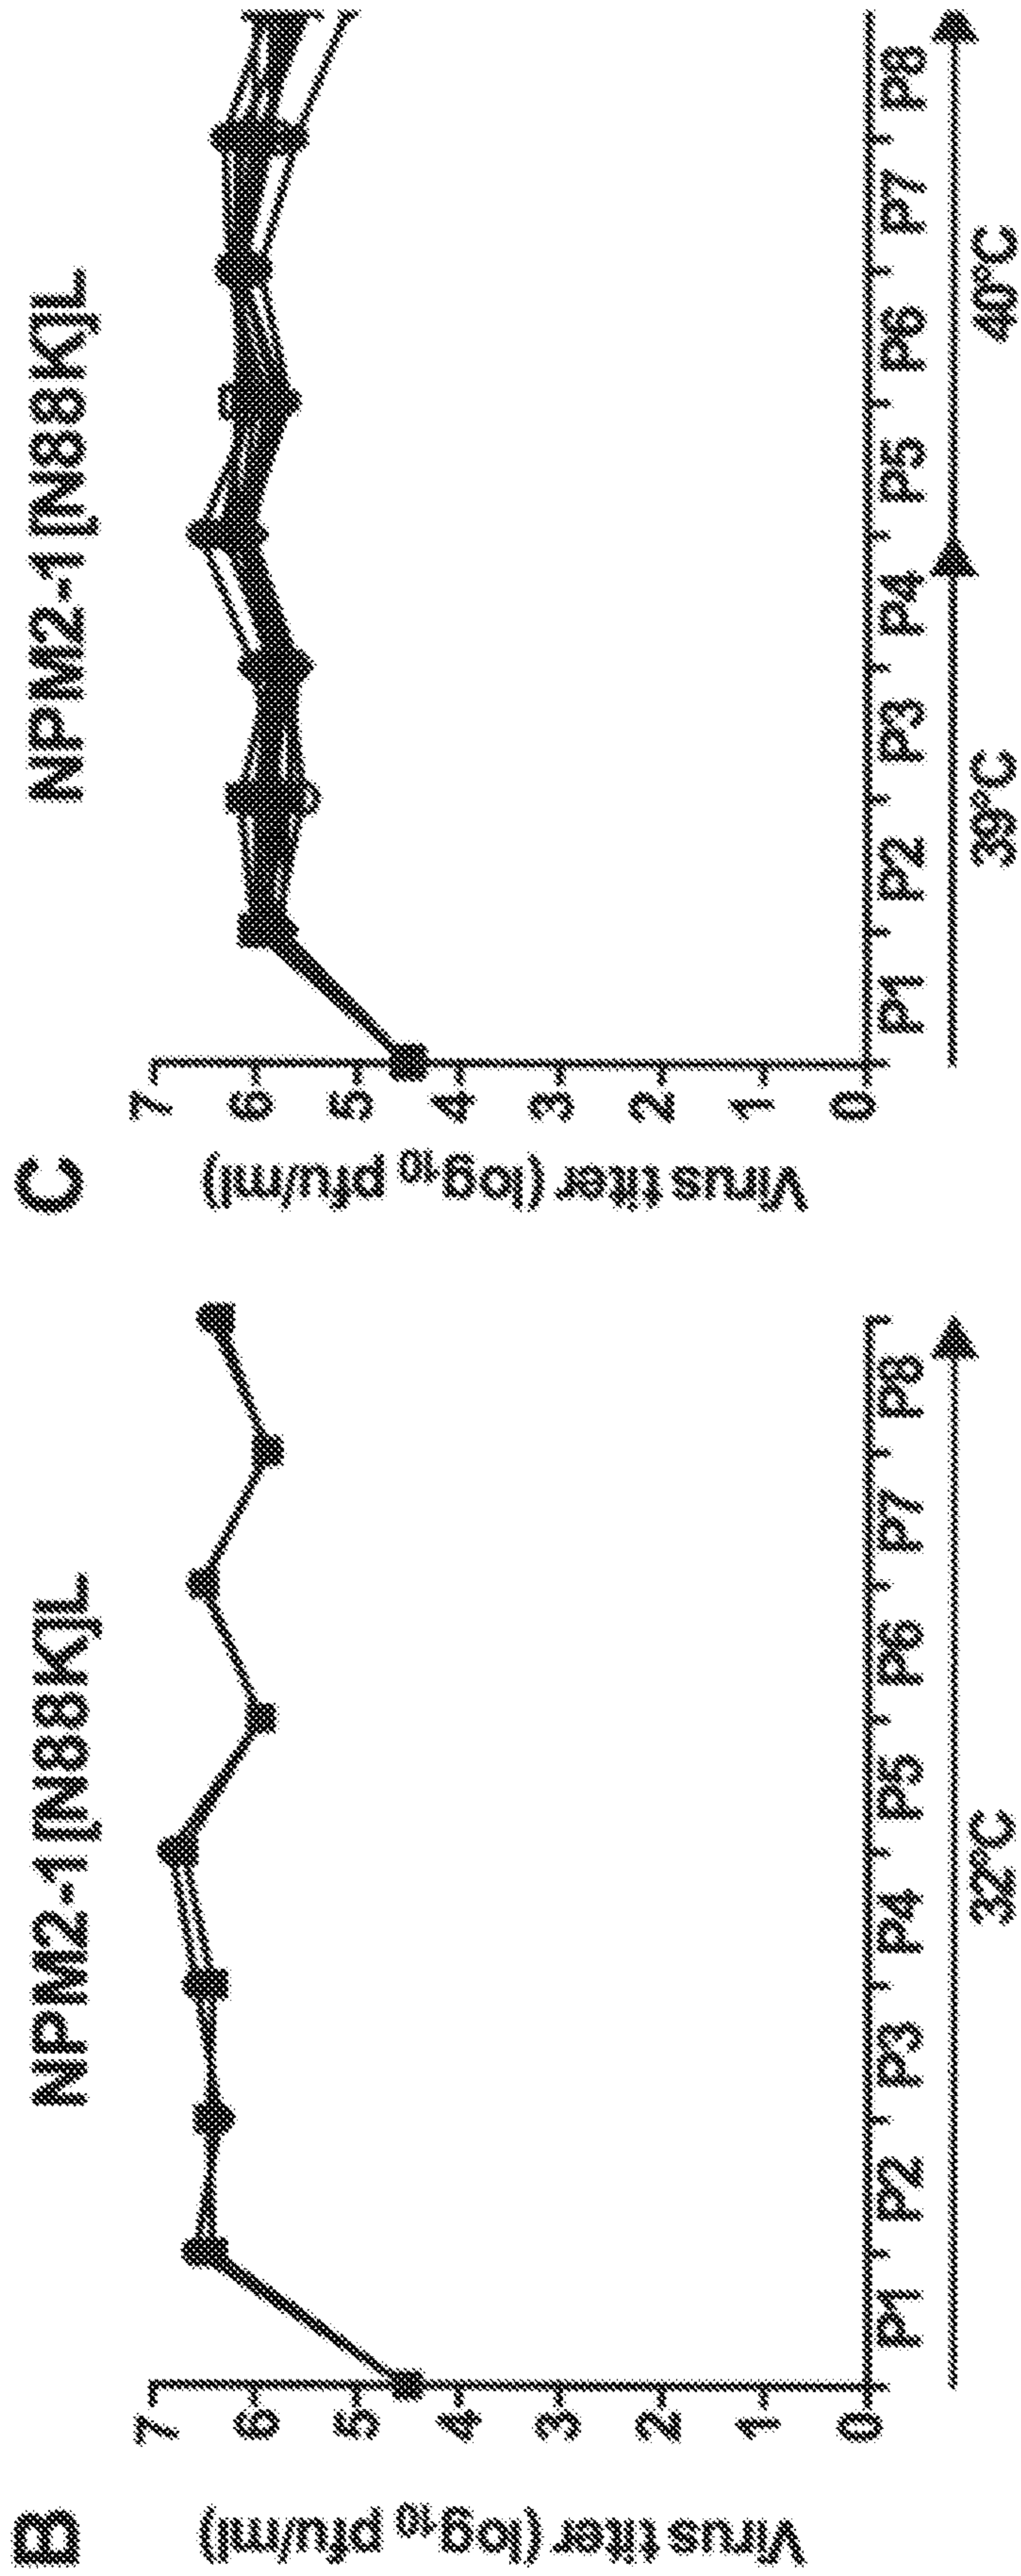 B
NPM2-1[N88K]L
Virus titer (log10 pfu/ml)
7
6
5
4
3
2
1
0
P1 P2 P3 P4 P5 P6 P7 P8
32°C
C
NPM2-1[N88K]L
Virus titer (log10 pfu/ml)
7
6
5
4
3
2
1
0
P1 P2 P3 P4 P5 P6 P7 P8
39°C 40°C